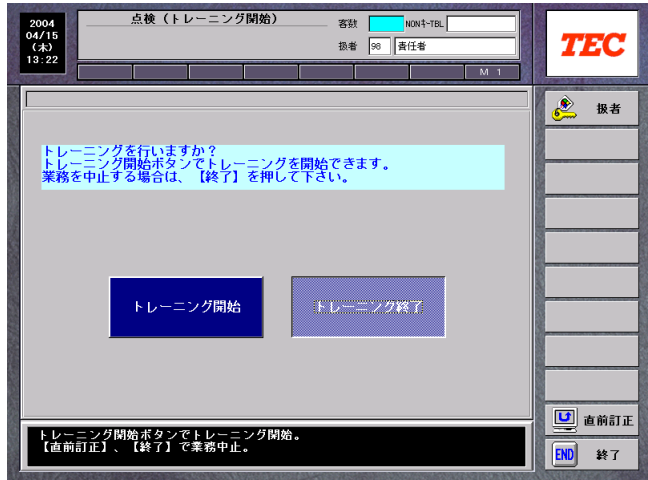 2004
04/15
(木)
13:22
点検（トレーニング開始）
客数
NONｷｰTBL
扱者
98
責任者
M 1
TEC
扱者
トレーニングを行いますか？
トレーニング開始ボタンでトレーニングを開始できます。
業務を中止する場合は、【終了】を押して下さい。
トレーニング開始
トレーニング終了
直前訂正
END
終了
トレーニング開始ボタンでトレーニング開始。
【直前訂正】、【終了】で業務中止。